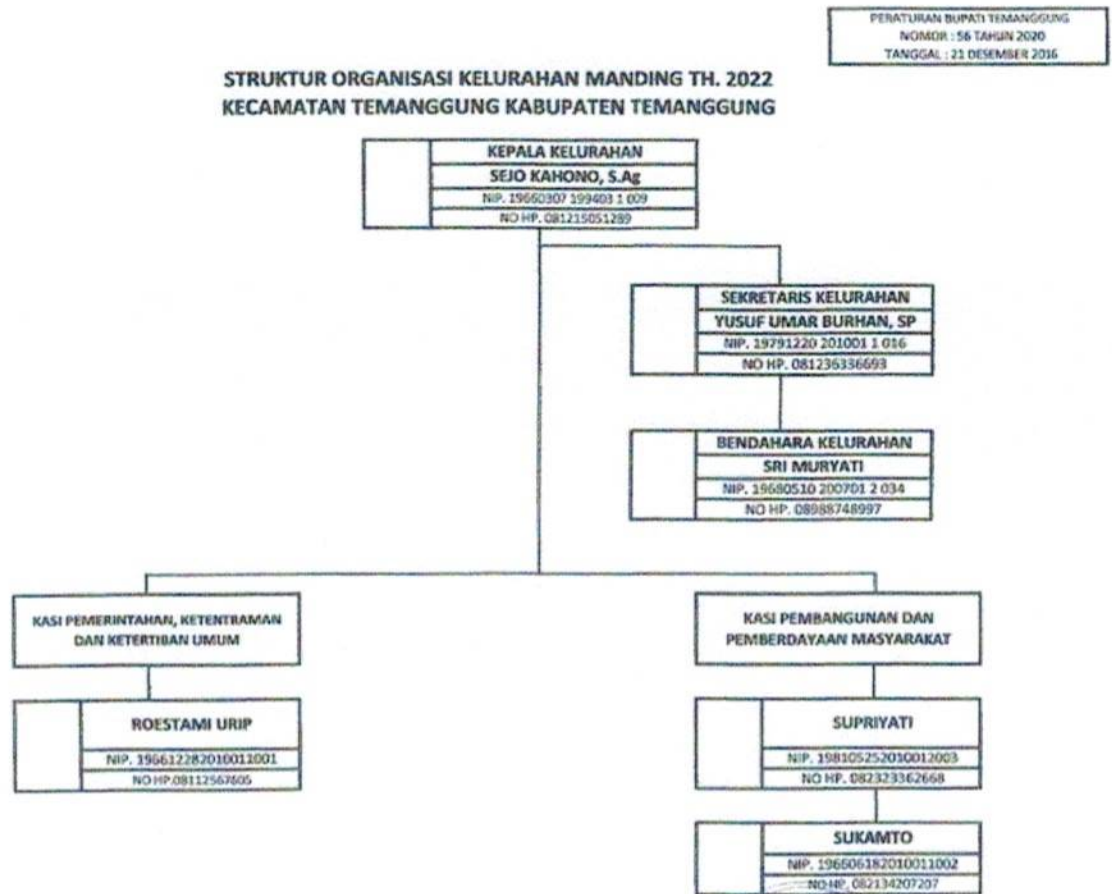 PERATURAN BUPATI TEMANGGUNG
NOMOR : 56 TAHUN 2020
TANGGAL : 21 DESEMBER 2016
STRUKTUR ORGANISASI KELURAHAN MANDING TH. 2022
KECAMATAN TEMANGGUNG KABUPATEN TEMANGGUNG
KEPALA KELURAHAN
SEJO KAHONO, S.Ag
NIP. 19660307 199403 1 009
NO HP. 081215051289
SEKRETARIS KELURAHAN
YUSUF UMAR BURHAN, SP
NIP. 19791220 201001 1 016
NO HP. 081236336693
BENDAHARA KELURAHAN
SRI MURYATI
NIP. 19680510 200701 2 034
NO HP. 08988748997
KASI PEMERINTAHAN, KETENTRAMAN
DAN KETERTIBAN UMUM
KASI PEMBANGUNAN DAN
PEMBERDAYAAN MASYARAKAT
ROESTAMI URIP
NIP. 196612282010011001
NO HP.08112567605
SUPRIYATI
NIP. 198105252010012003
NO HP. 082323362668
SUKAMTO
NIP. 196606182010011002
NO HP. 082134207207